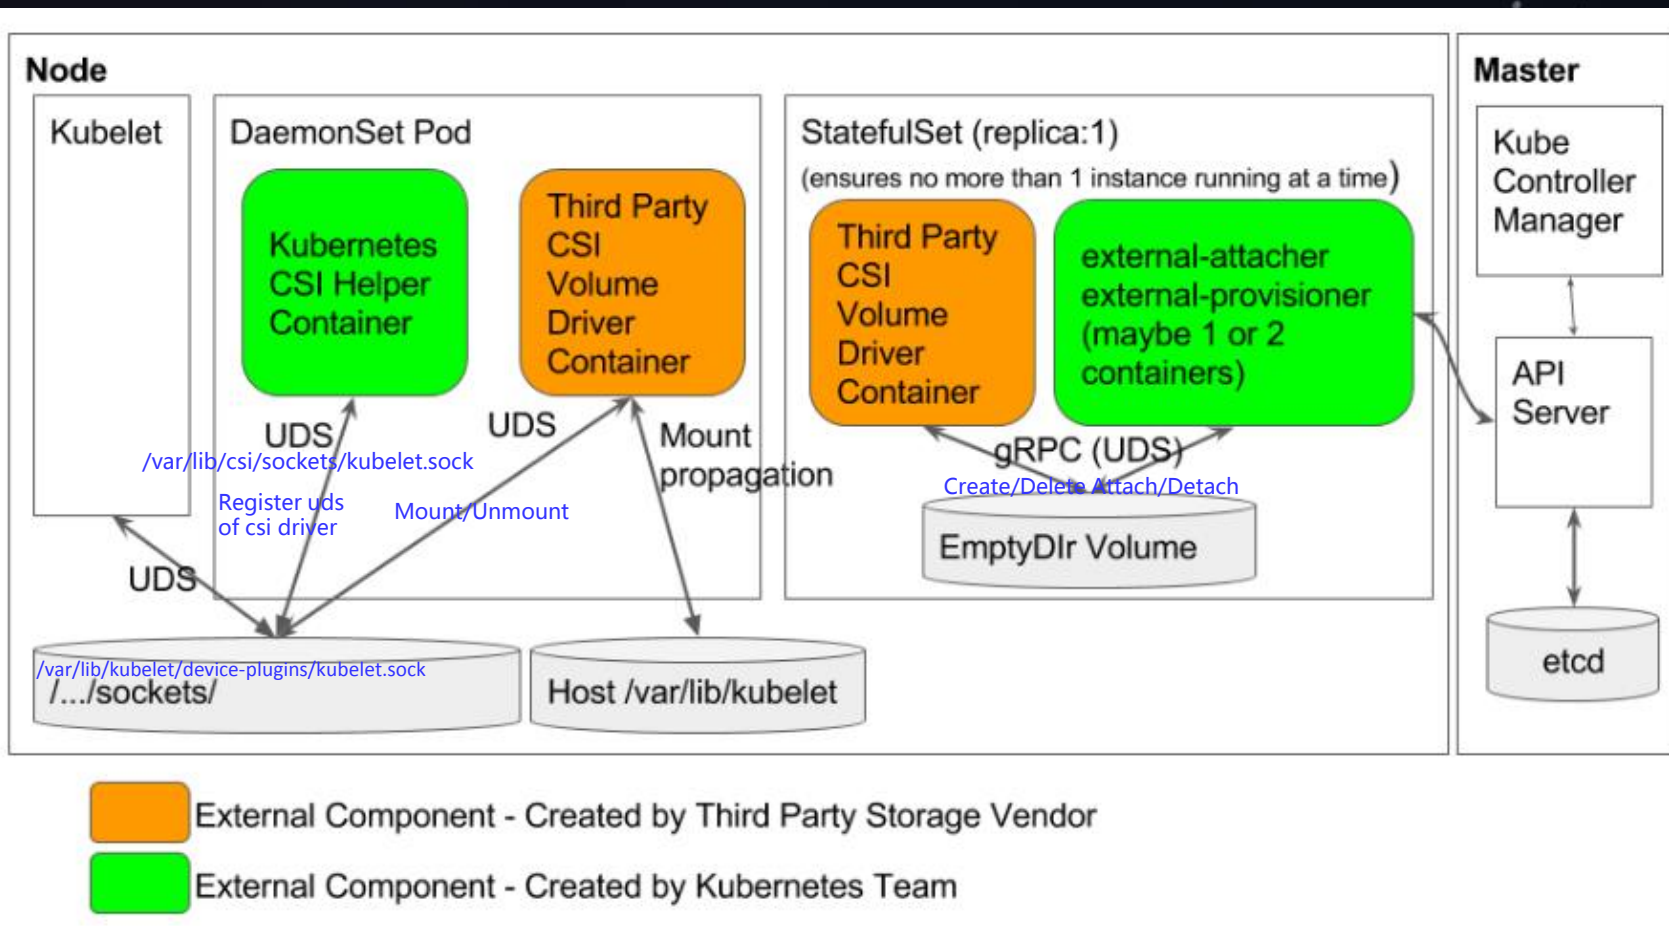 Node
Kubelet
DaemonSet Pod
Kubernetes
CSI Helper
Container
Third Party
CSI
Volume
Driver
Container
UDS
/var/lib/csi/sockets/kubelet.sock
Register uds
of csi driver
UDS
Mount/Unmount
Mount
propagation
UDS
/var/lib/kubelet/device-plugins/kubelet.sock
/.../sockets/
Host /var/lib/kubelet
StatefulSet (replica:1)
(ensures no more than 1 instance running at a time)
Third Party
CSI
Volume
Driver
Container
external-attacher
external-provisioner
(maybe 1 or 2
containers)
gRPC (UDS)
Create/Delete Attach/Detach
EmptyDIr Volume
Master
Kube
Controller
Manager
API
Server
etcd
External Component - Created by Third Party Storage Vendor
External Component - Created by Kubernetes Team